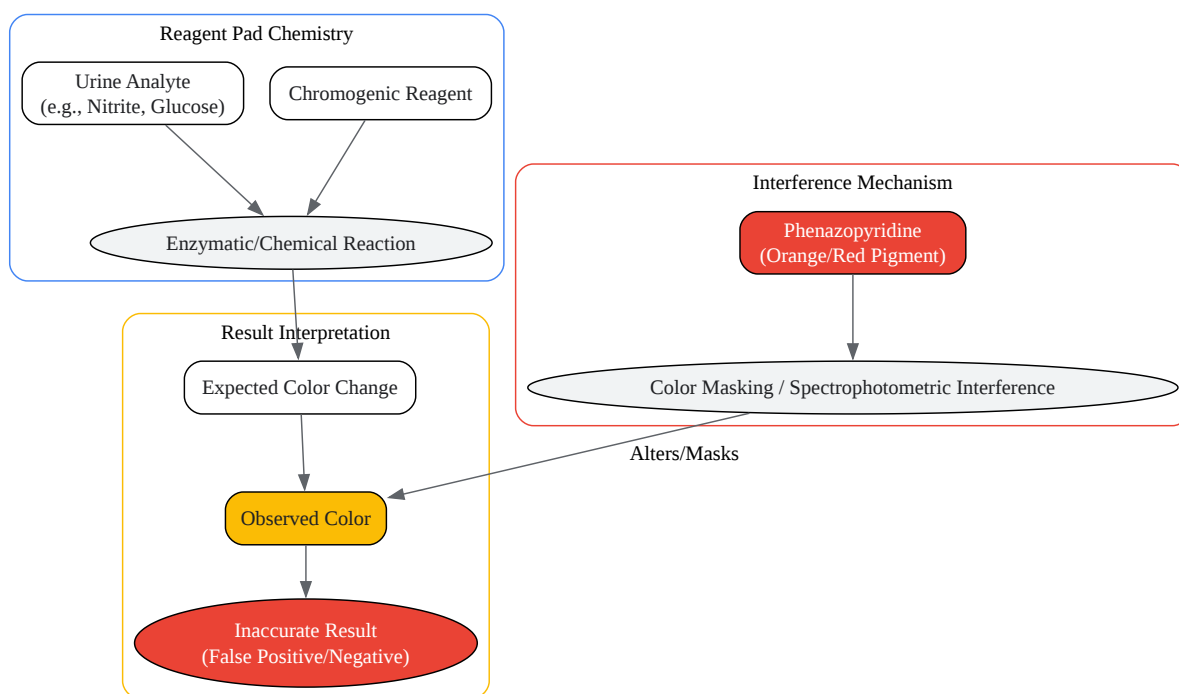 Reagent Pad Chemistry
Urine Analyte
(e.g., Nitrite, Glucose)
Chromogenic Reagent
Enzymatic/Chemical Reaction
Interference Mechanism
Phenazopyridine
(Orange/Red Pigment)
Color Masking / Spectrophotometric Interference
Result Interpretation
Expected Color Change
Alters/Masks
Observed Color
Inaccurate Result
(False Positive/Negative)